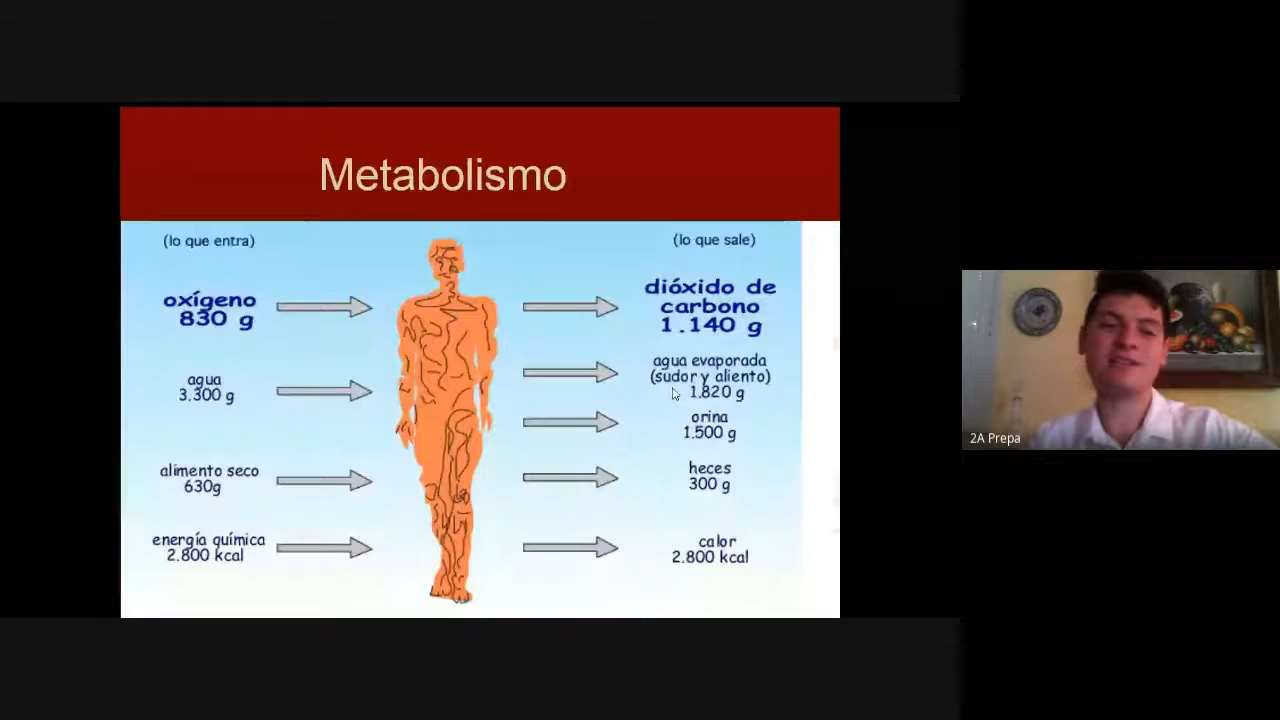 Metabolismo
(lo que entra)
oxígeno
830 g
agua
3.300 g
alimento seco
630g
energía química
2.800 kcal
(lo que sale)
dióxido de
carbono
1.140 g
agua evaporada
(sudor y aliento)
1.820 g
orina
1.500 g
heces
300 g
calor
2.800 kcal
2A Prepa